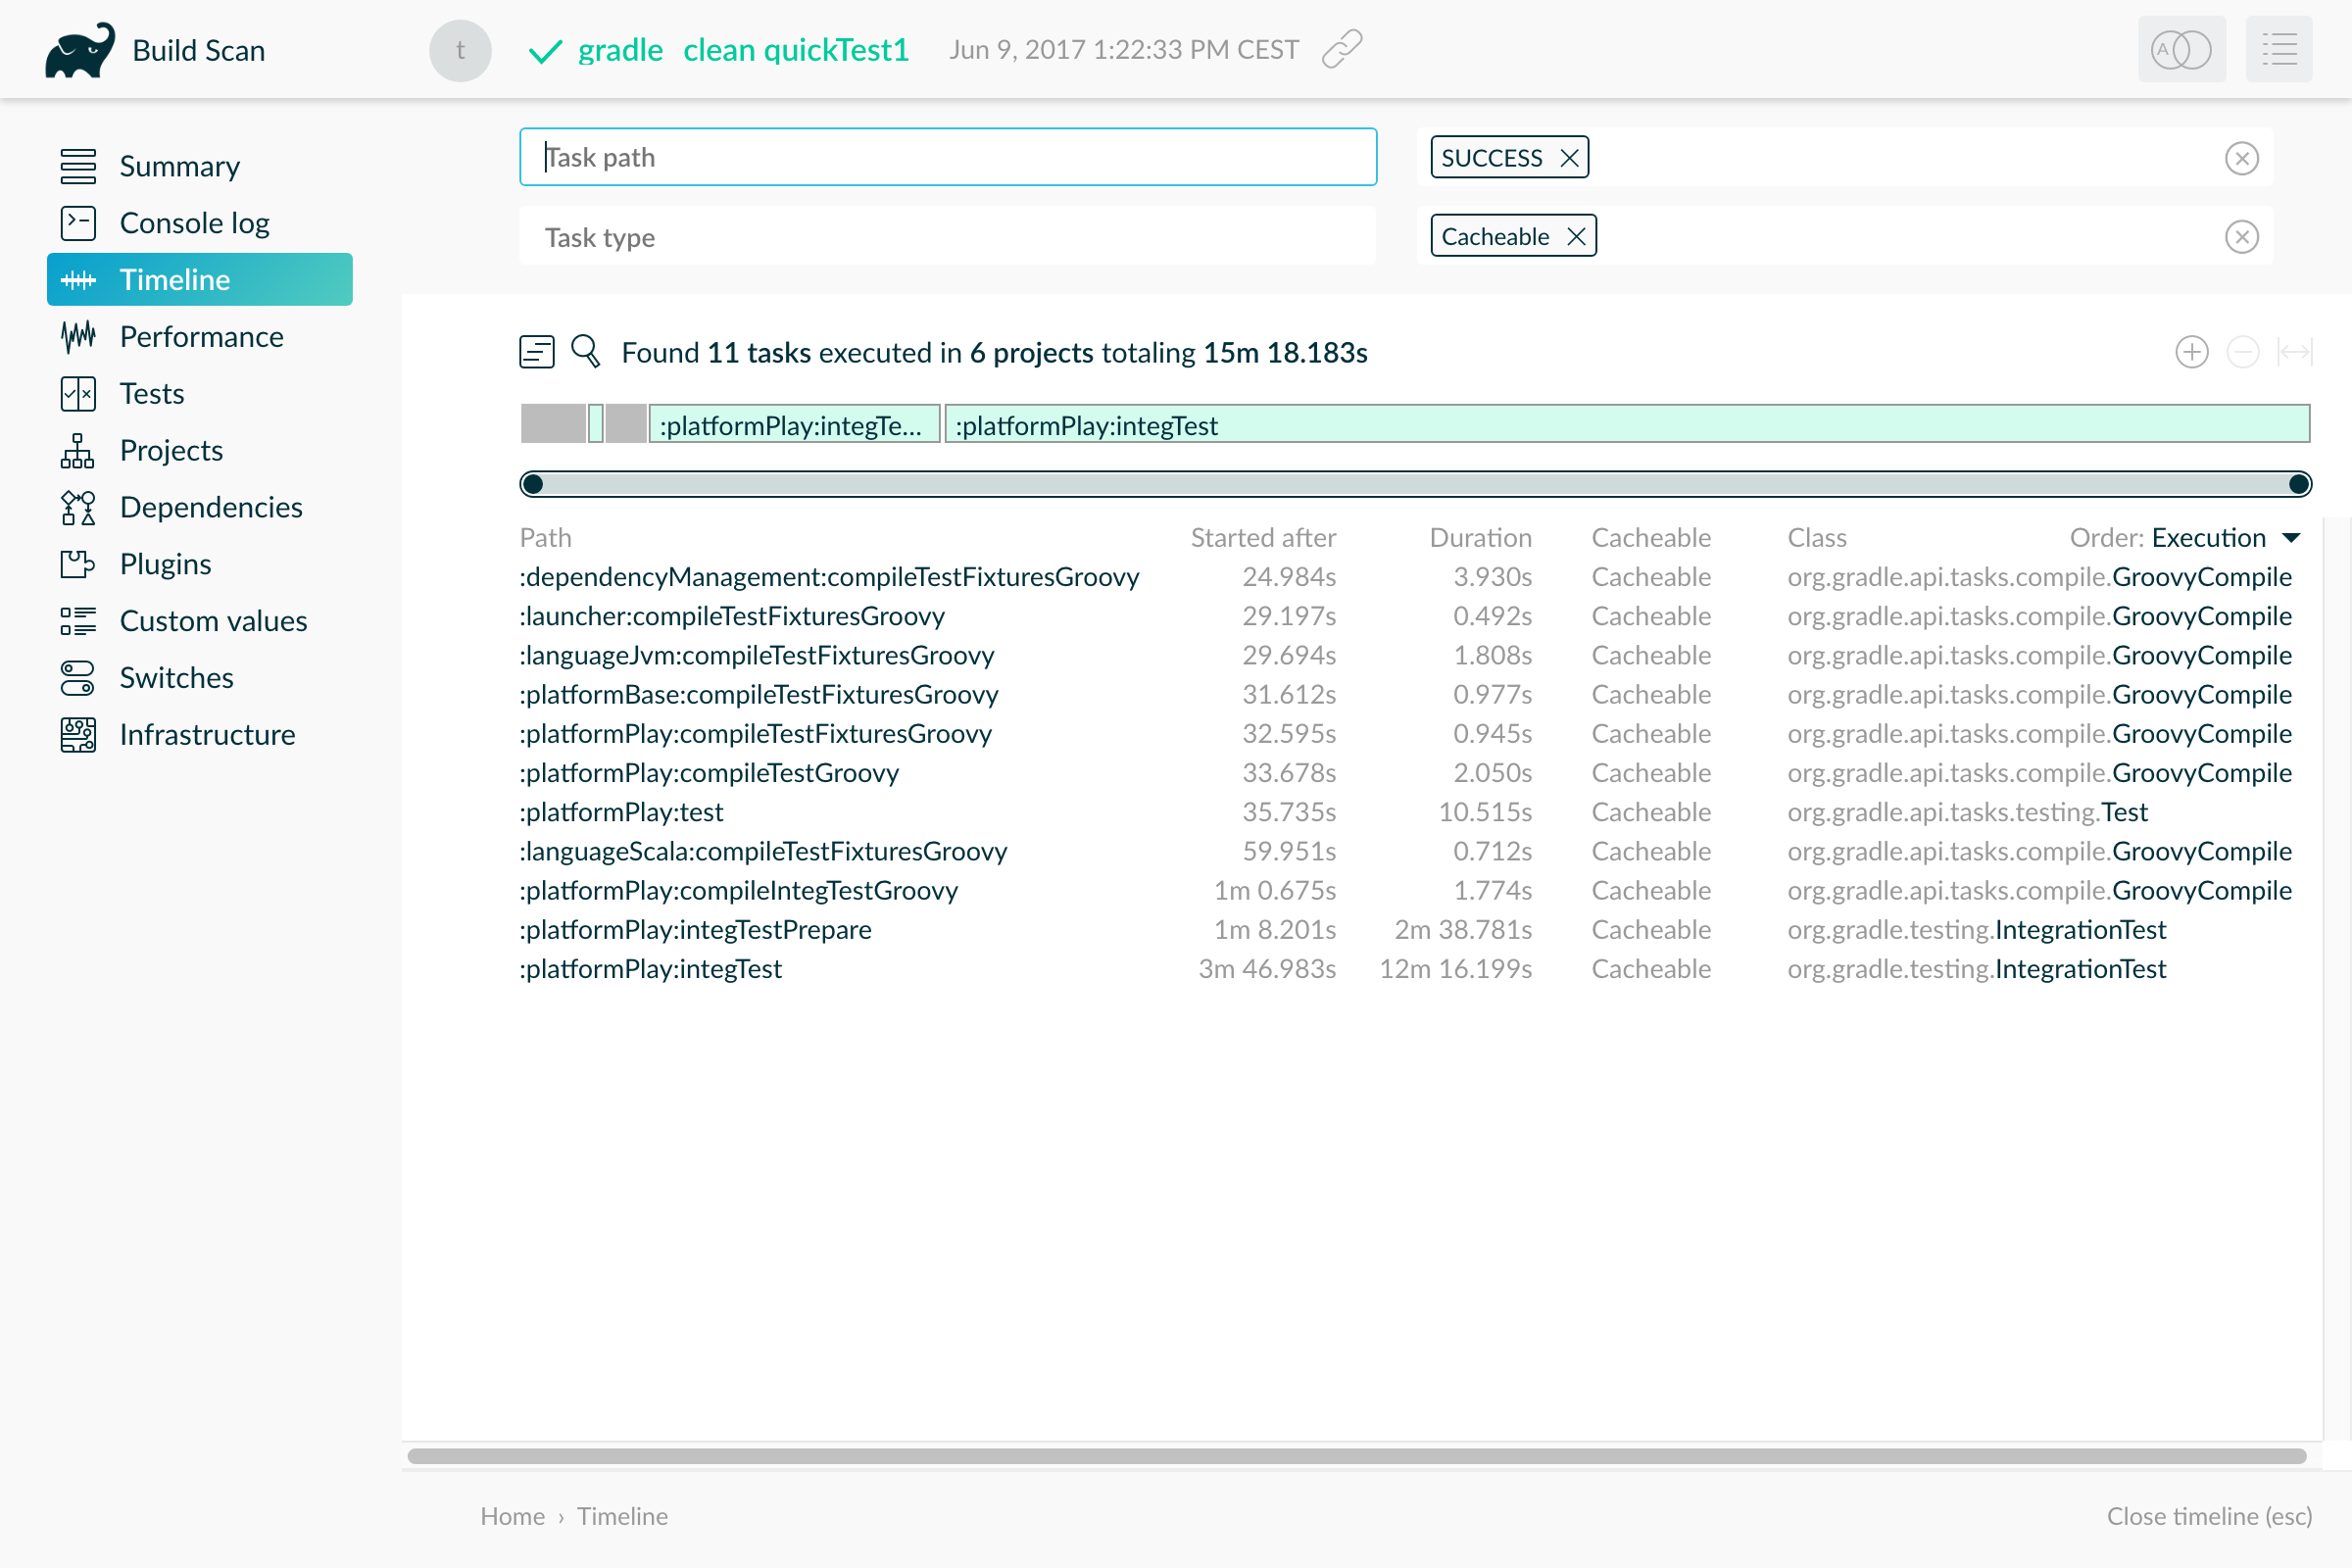 Build Scan
t gradle clean quickTest1 Jun 9, 2017 1:22:33 PM CEST A
Summary
Console log
Timeline
Performance
Tests
Projects
Dependencies
Plugins
Custom values
Switches
Infrastructure
Task path
SUCCESS
Task type
Cacheable
Found 11 tasks executed in 6 projects totaling 15m 18.183s
:platformPlay:integTe... :platformPlay:integTest
Path Started after Duration Cacheable Class Order: Execution
:dependencyManagement:compileTestFixturesGroovy 24.984s 3.930s Cacheable org.gradle.api.tasks.compile.GroovyCompile
:launcher:compileTestFixturesGroovy 29.197s 0.492s Cacheable org.gradle.api.tasks.compile.GroovyCompile
:languageJvm:compileTestFixturesGroovy 29.694s 1.808s Cacheable org.gradle.api.tasks.compile.GroovyCompile
:platformBase:compileTestFixturesGroovy 31.612s 0.977s Cacheable org.gradle.api.tasks.compile.GroovyCompile
:platformPlay:compileTestFixturesGroovy 32.595s 0.945s Cacheable org.gradle.api.tasks.compile.GroovyCompile
:platformPlay:compileTestGroovy 33.678s 2.050s Cacheable org.gradle.api.tasks.compile.GroovyCompile
:platformPlay:test 35.735s 10.515s Cacheable org.gradle.api.tasks.testing.Test
:languageScala:compileTestFixturesGroovy 59.951s 0.712s Cacheable org.gradle.api.tasks.compile.GroovyCompile
:platformPlay:compileIntegTestGroovy 1m 0.675s 1.774s Cacheable org.gradle.api.tasks.compile.GroovyCompile
:platformPlay:integTestPrepare 1m 8.201s 2m 38.781s Cacheable org.gradle.testing.IntegrationTest
:platformPlay:integTest 3m 46.983s 12m 16.199s Cacheable org.gradle.testing.IntegrationTest
Home › Timeline
Close timeline (esc)